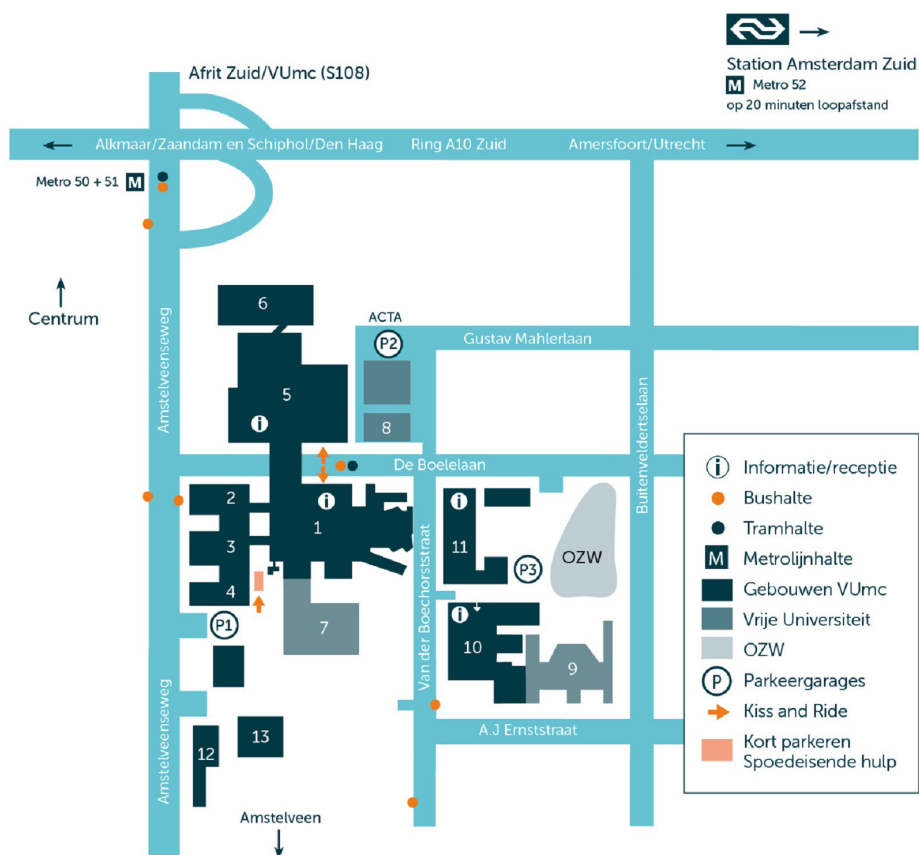 Station Amsterdam Zuid
M Metro 52
op 20 minuten loopafstand
Afrit Zuid/VUmc (S108)
Alkmaar/Zaandam en Schiphol/Den Haag
Ring A10 Zuid
Amersfoort/Utrecht
Metro 50 + 51 M
Centrum
Amstelveenseweg
6
ACTA
P2
Gustav Mahlerlaan
5
i
8
Buitenveldertselaan
De Boelelaan
2
i
1
3
4
i
11
P3
OZW
P1
7
Van der Boechorststraat
i
10
9
Amstelveenseweg
12
13
A.J Ernststraat
Amstelveen
i Informatie/receptie
Bushalte
Tramhalte
M Metrolijnhalte
Gebouwen VUmc
Vrije Universiteit
OZW
P Parkeergarages
Kiss and Ride
Kort parkeren
Spoedeisende hulp